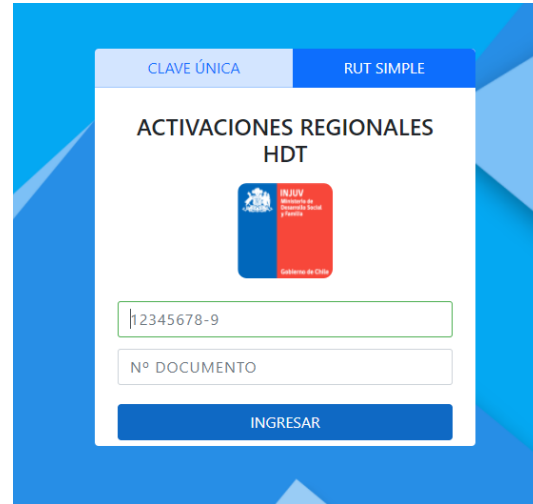 CLAVE ÚNICA
RUT SIMPLE
ACTIVACIONES REGIONALES
HDT
INJUV
Ministerio de
Desarrollo Social
y Familia
Gobierno de Chile
12345678-9
Nº DOCUMENTO
INGRESAR